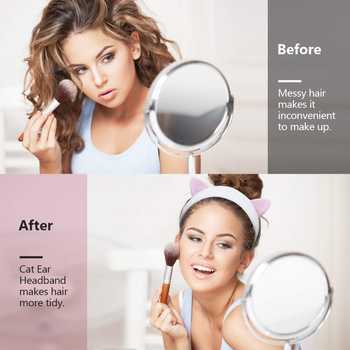 Before
Messy hair
makes it
inconvenient
to make up.
After
Cat Ear
Headband
makes hair
more tidy.